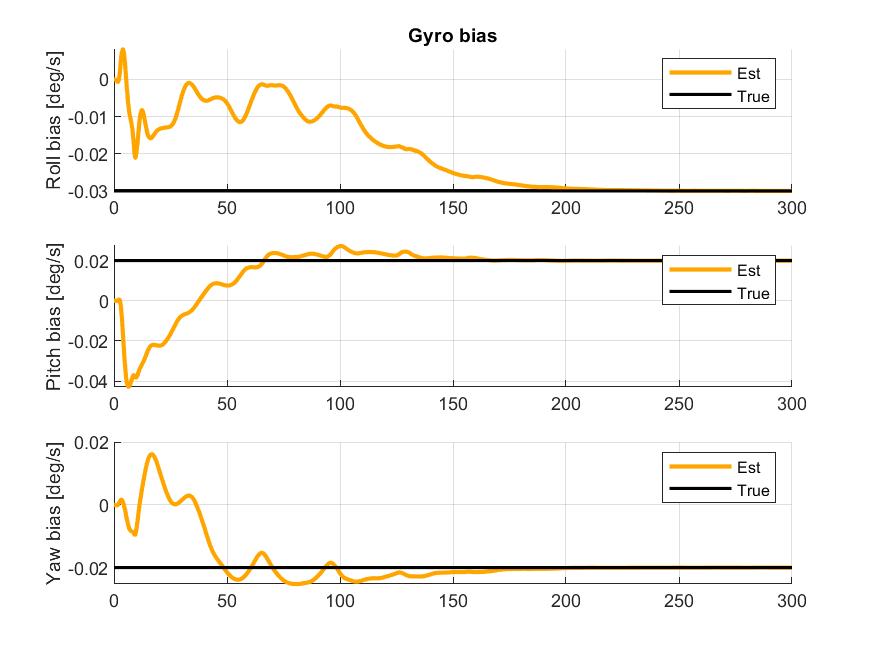 Gyro bias
Roll bias [deg/s]
0
-0.01
-0.02
-0.03
Est
True
0 50 100 150 200 250 300
Pitch bias [deg/s]
0.02
0
-0.02
-0.04
Est
True
0 50 100 150 200 250 300
Yaw bias [deg/s]
0.02
0
-0.02
Est
True
0 50 100 150 200 250 300